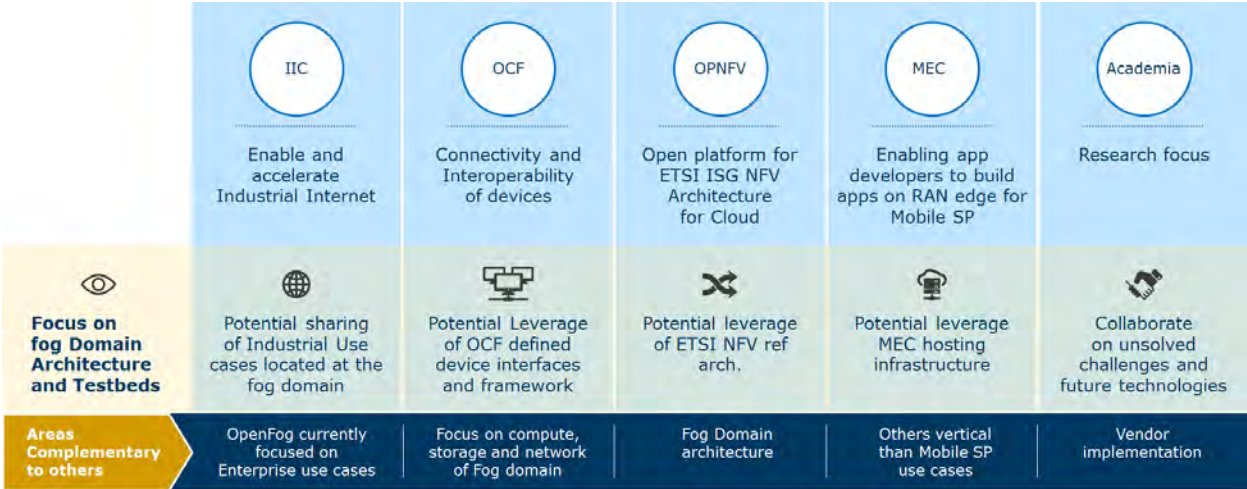 IIC
OCF
OPNFV
MEC
Academia
Enable and
accelerate
Industrial Internet
Connectivity and
Interoperability
of devices
Open platform for
ETSI ISG NFV
Architecture
for Cloud
Enabling app
developers to build
apps on RAN edge for
Mobile SP
Research focus
Focus on
fog Domain
Architecture
and Testbeds
Potential sharing
of Industrial Use
cases located at the
fog domain
Potential Leverage
of OCF defined
device interfaces
and framework
Potential leverage
of ETSI NFV ref
arch.
Potential leverage
MEC hosting
infrastructure
Collaborate
on unsolved
challenges and
future technologies
Areas
Complementary
to others
OpenFog currently
focused on
Enterprise use cases
Focus on compute,
storage and network
of Fog domain
Fog Domain
architecture
Others vertical
than Mobile SP
use cases
Vendor
implementation